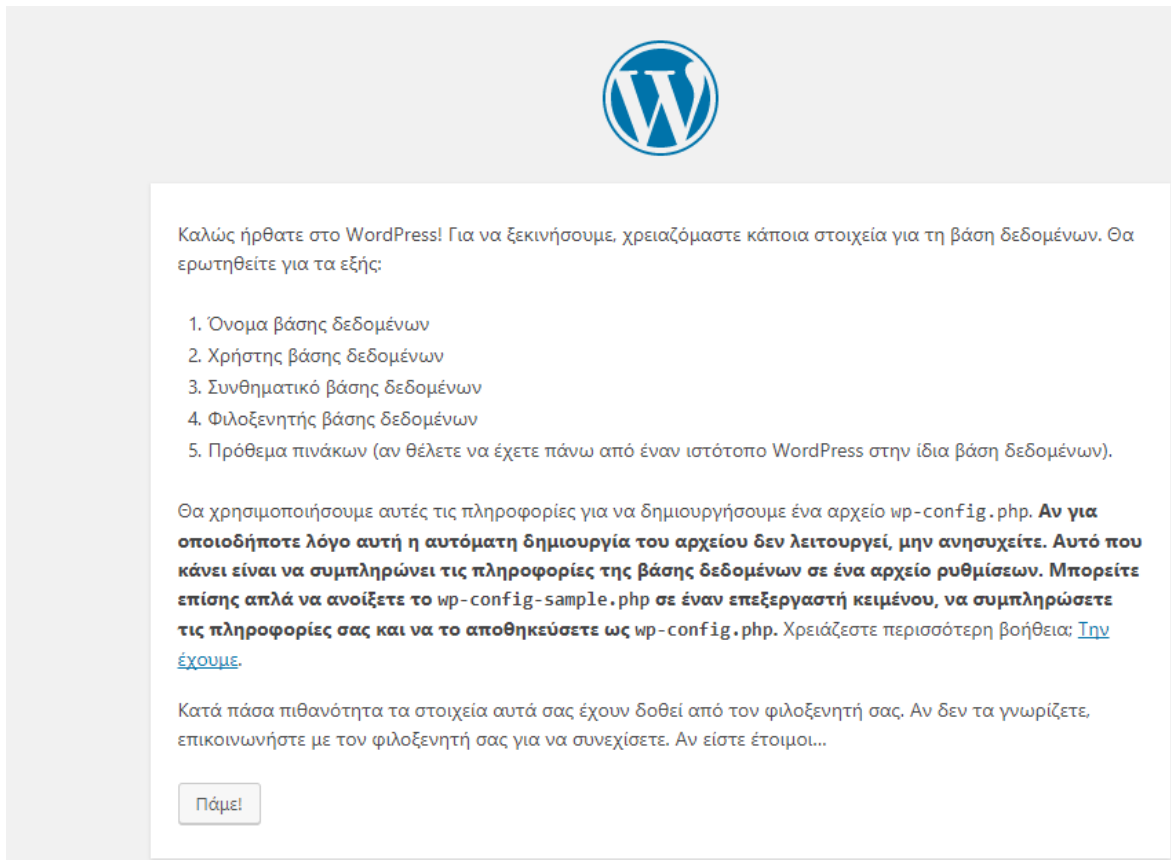 Καλώς ήρθατε στο WordPress! Για να ξεκινήσουμε, χρειαζόμαστε κάποια στοιχεία για τη βάση δεδομένων. Θα
ερωτηθείτε για τα εξής:
1. Όνομα βάσης δεδομένων
2. Χρήστης βάσης δεδομένων
3. Συνθηματικό βάσης δεδομένων
4. Φιλοξενητής βάσης δεδομένων
5. Πρόθεμα πινάκων (αν θέλετε να έχετε πάνω από έναν ιστότοπο WordPress στην ίδια βάση δεδομένων).
Θα χρησιμοποιήσουμε αυτές τις πληροφορίες για να δημιουργήσουμε ένα αρχείο wp-config.php. Αν για
οποιοδήποτε λόγο αυτή η αυτόματη δημιουργία του αρχείου δεν λειτουργεί, μην ανησυχείτε. Αυτό που
κάνει είναι να συμπληρώνει τις πληροφορίες της βάσης δεδομένων σε ένα αρχείο ρυθμίσεων. Μπορείτε
επίσης απλά να ανοίξετε το wp-config-sample.php σε έναν επεξεργαστή κειμένου, να συμπληρώσετε
τις πληροφορίες σας και να το αποθηκεύσετε ως wp-config.php. Χρειάζεστε περισσότερη βοήθεια; Την
έχουμε.
Κατά πάσα πιθανότητα τα στοιχεία αυτά σας έχουν δοθεί από τον φιλοξενητή σας. Αν δεν τα γνωρίζετε,
επικοινωνήστε με τον φιλοξενητή σας για να συνεχίσετε. Αν είστε έτοιμοι...
Πάμε!